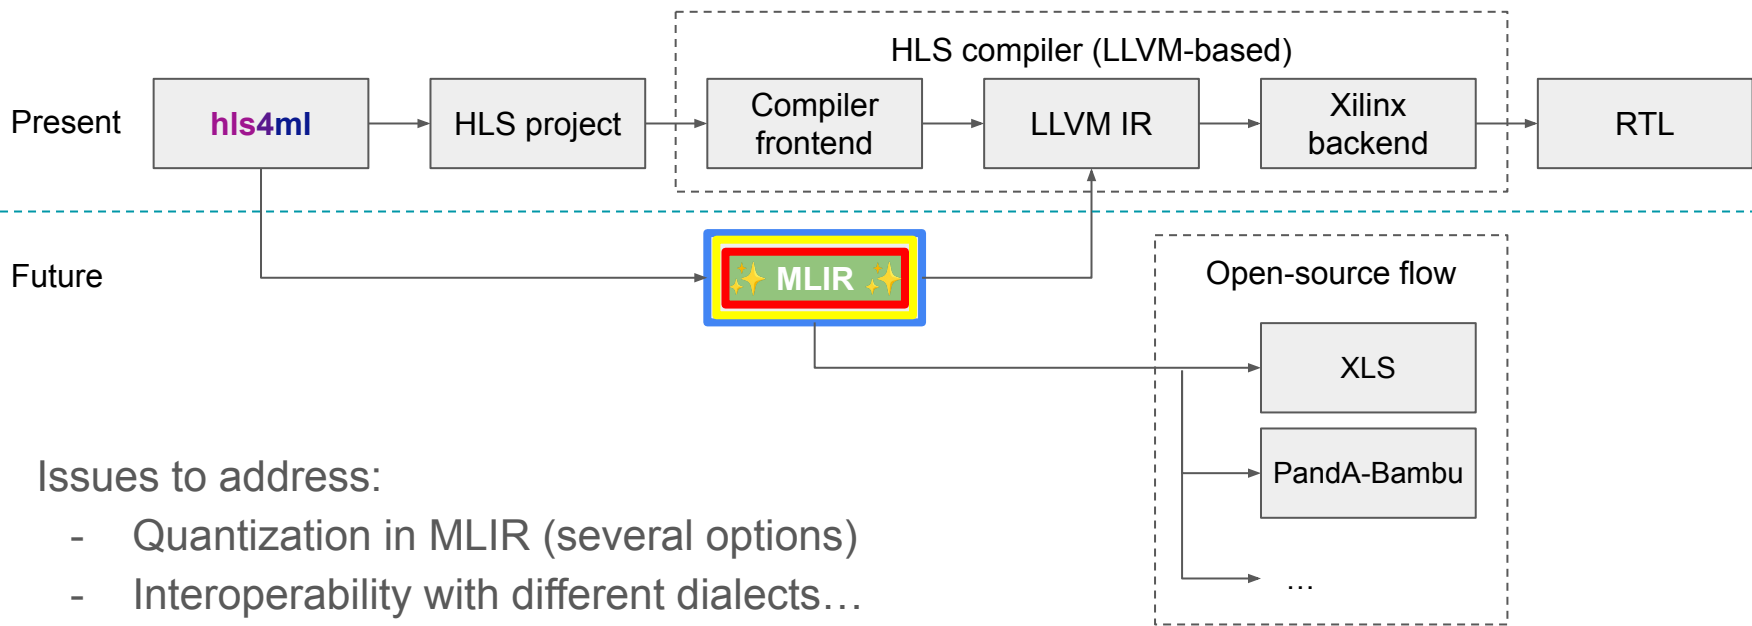 HLS compiler (LLVM-based)
Present
hls4ml
HLS project
Compiler
frontend
LLVM IR
Xilinx
backend
RTL
Future
✨ MLIR ✨
Open-source flow
XLS
PandA-Bambu
…
Issues to address:
- Quantization in MLIR (several options)
- Interoperability with different dialects…